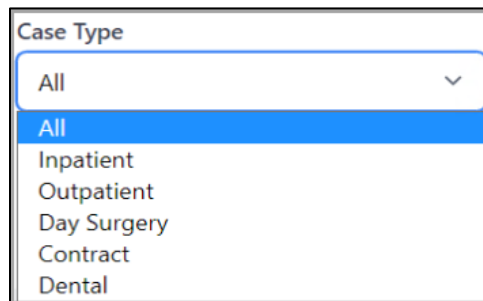 Case Type
All
All
Inpatient
Outpatient
Day Surgery
Contract
Dental